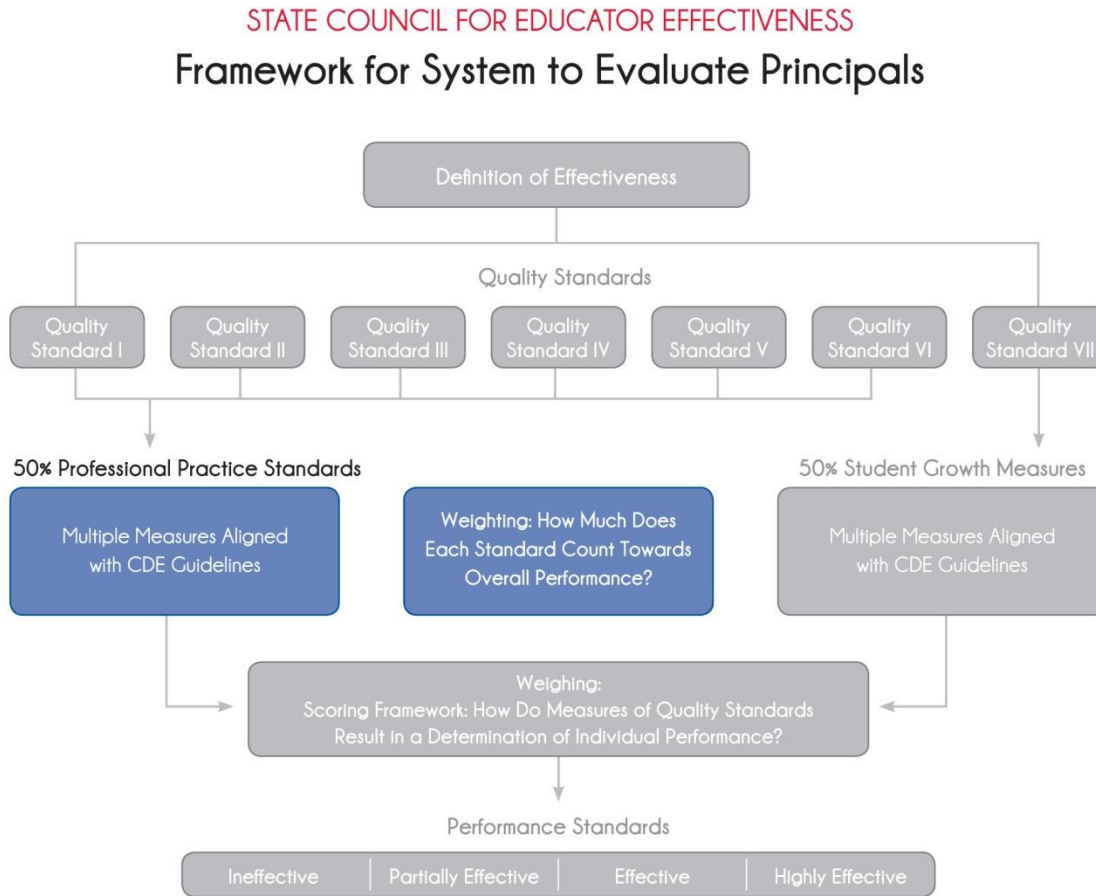 STATE COUNCIL FOR EDUCATOR EFFECTIVENESS
Framework for System to Evaluate Principals
Definition of Effectiveness
Quality Standards
Quality
Standard I
Quality
Standard II
Quality
Standard III
Quality
Standard IV
Quality
Standard V
Quality
Standard VI
Quality
Standard VII
50% Professional Practice Standards
Multiple Measures Aligned
with CDE Guidelines
Weighting: How Much Does
Each Standard Count Towards
Overall Performance?
50% Student Growth Measures
Multiple Measures Aligned
with CDE Guidelines
Weighing:
Scoring Framework: How Do Measures of Quality Standards
Result in a Determination of Individual Performance?
Performance Standards
Ineffective
Partially Effective
Effective
Highly Effective